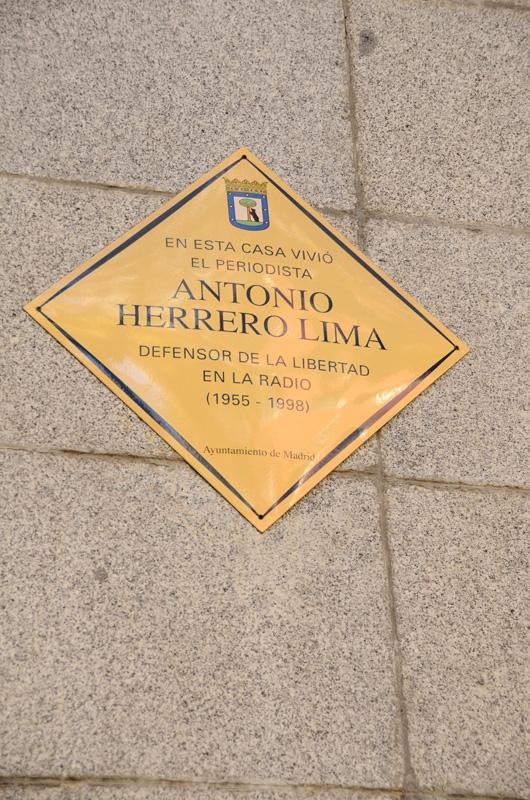 EN ESTA CASA VIVIÓ
EL PERIODISTA
ANTONIO
HERRERO LIMA
DEFENSOR DE LA LIBERTAD
EN LA RADIO
(1955 - 1998)
Ayuntamiento de Madrid